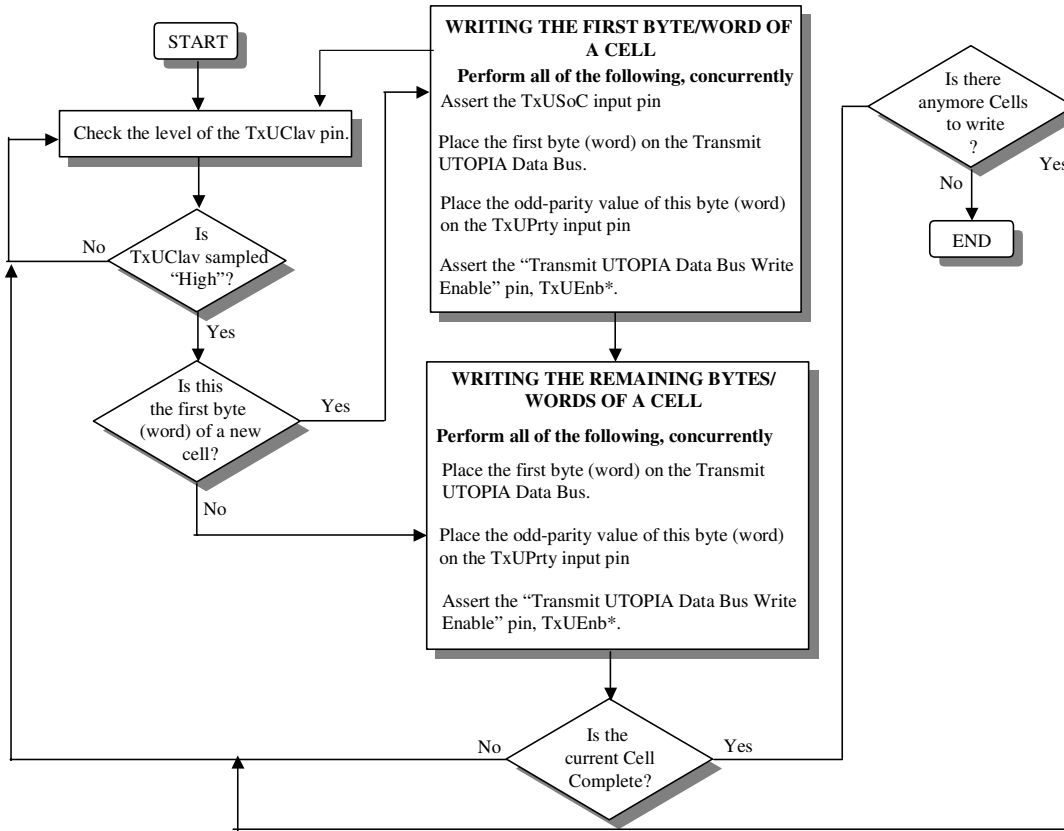 START
Check the level of the TxUClav pin.
Is
TxUClav sampled
“High”?
No
Yes
Is this
the first byte
(word) of a new
cell?
Yes
No
WRITING THE FIRST BYTE/WORD OF
A CELL
Perform all of the following, concurrently
Assert the TxUSoC input pin
Place the first byte (word) on the Transmit
UTOPIA Data Bus.
Place the odd-parity value of this byte (word)
on the TxUPrty input pin
Assert the “Transmit UTOPIA Data Bus Write
Enable” pin, TxUEnb*.
WRITING THE REMAINING BYTES/
WORDS OF A CELL
Perform all of the following, concurrently
Place the first byte (word) on the Transmit
UTOPIA Data Bus.
Place the odd-parity value of this byte (word)
on the TxUPrty input pin
Assert the “Transmit UTOPIA Data Bus Write
Enable” pin, TxUEnb*.
Is the
current Cell
Complete?
No
Yes
Is there
anymore Cells
to write
?
Yes
No
END